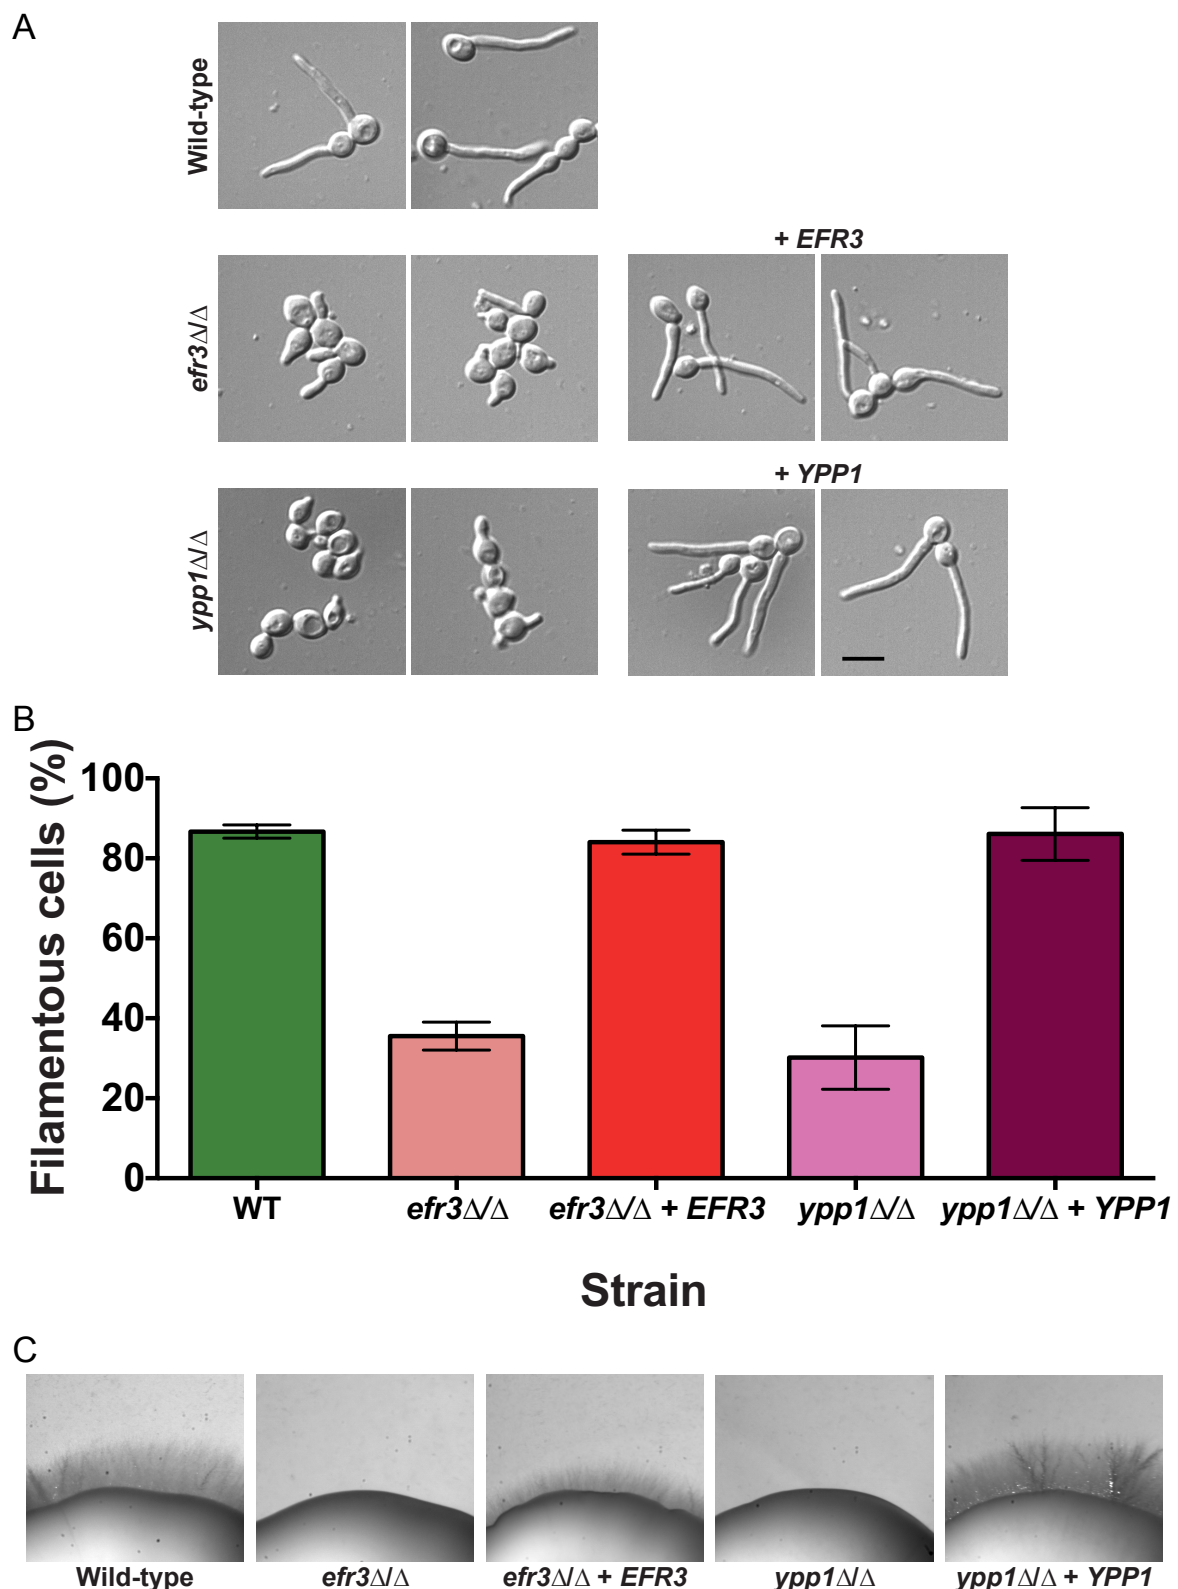 A
Wild-type
+ EFR3
efr3Δ/Δ
+ YPP1
ypp1Δ/Δ
B
Filamentous cells (%)
100
80
60
40
20
0
WT efr3Δ/Δ efr3Δ/Δ + EFR3 ypp1Δ/Δ ypp1Δ/Δ + YPP1
Strain
C
Wild-type efr3Δ/Δ efr3Δ/Δ + EFR3 ypp1Δ/Δ ypp1Δ/Δ + YPP1